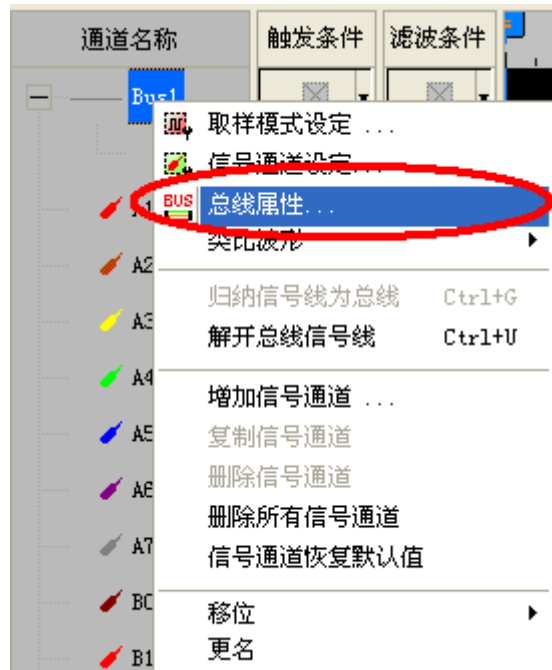 通道名称 触发条件 滤波条件
Bus1
取样模式设定 ...
信号通道设定...
A1 BUS 总线属性...
类比波形
A2
归纳信号线为总线 Ctrl+G
A3
解开总线信号线 Ctrl+U
A4
增加信号通道 ...
A5 复制信号通道
A6 删除信号通道
删除所有信号通道
A7 信号通道恢复默认值
B0 移位
B1 更名